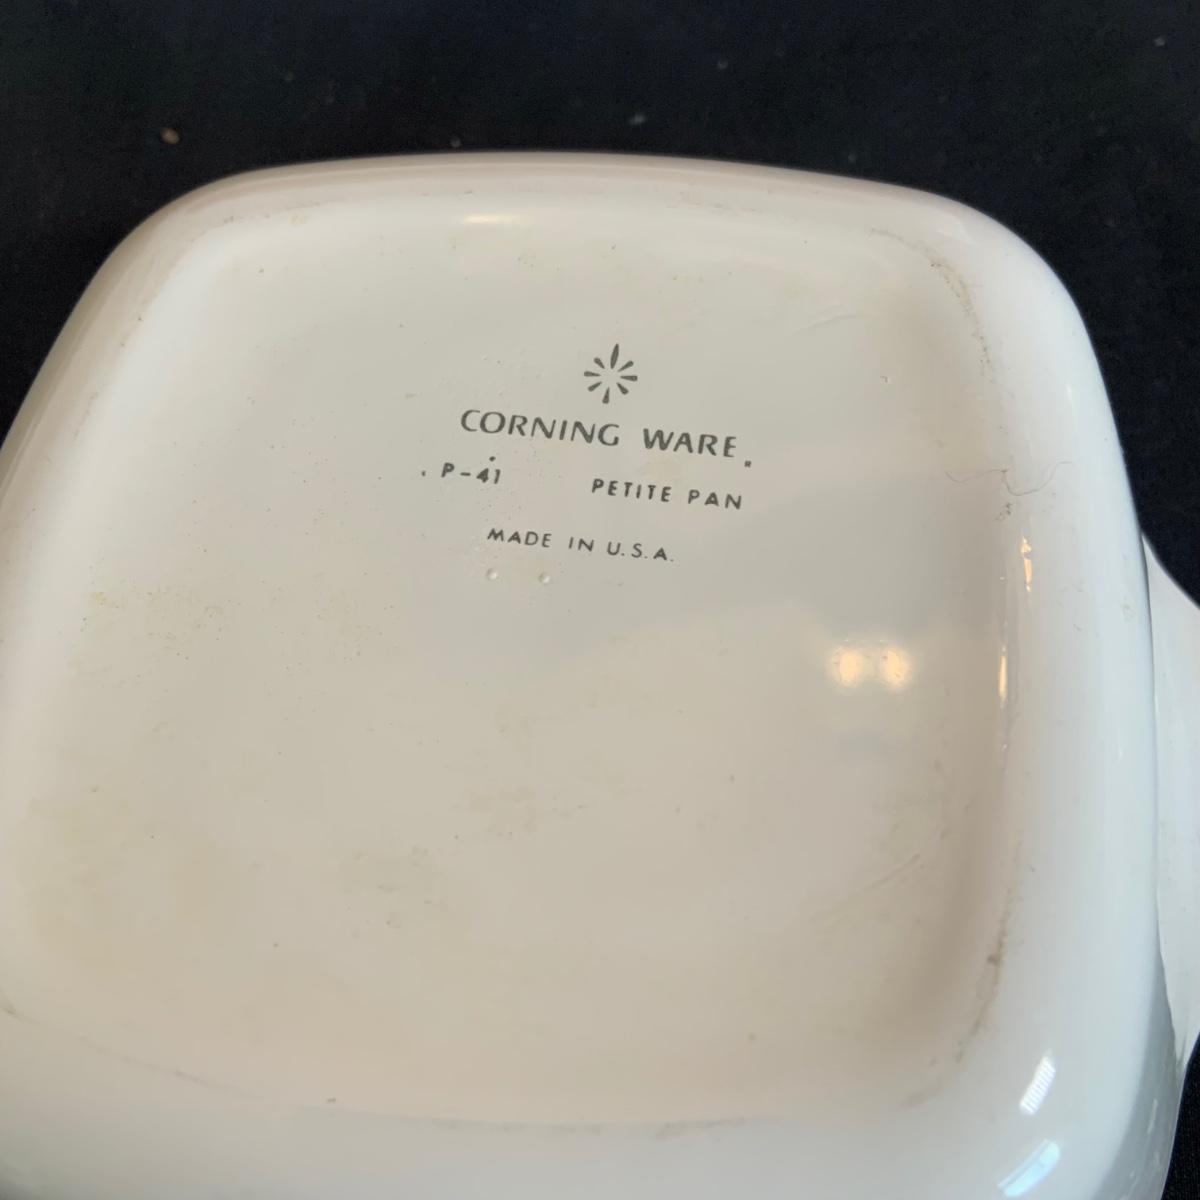 CORNING WARE
P-41 PETITE PAN
MADE IN U.S.A.